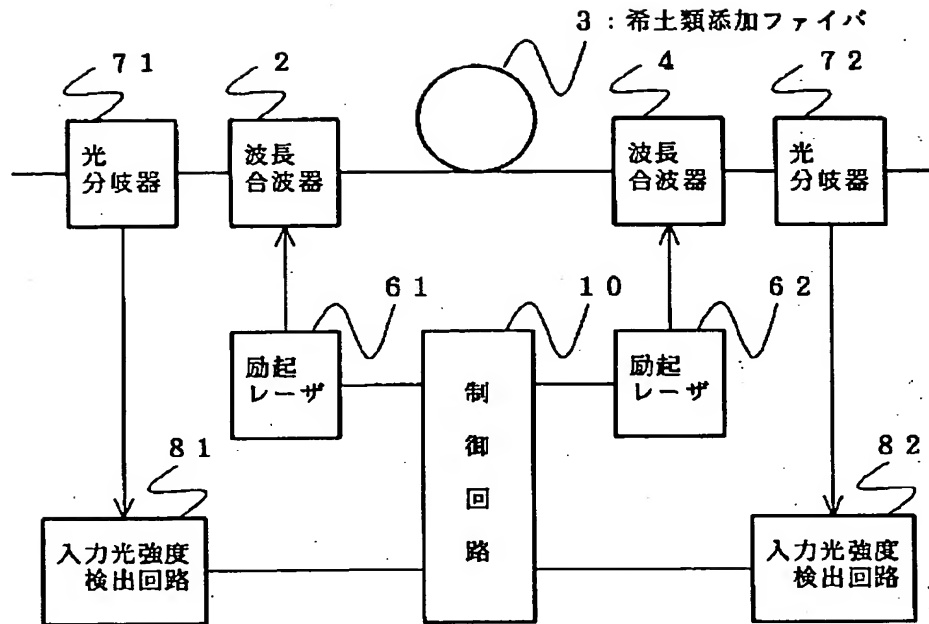 3：希土類添加ファイバ
71
2
4
72
光
分岐器
波長
合波器
波長
合波器
光
分岐器
61
10
62
励起
レーザ
制
御
回
路
励起
レーザ
81
82
入力光強度
検出回路
入力光強度
検出回路